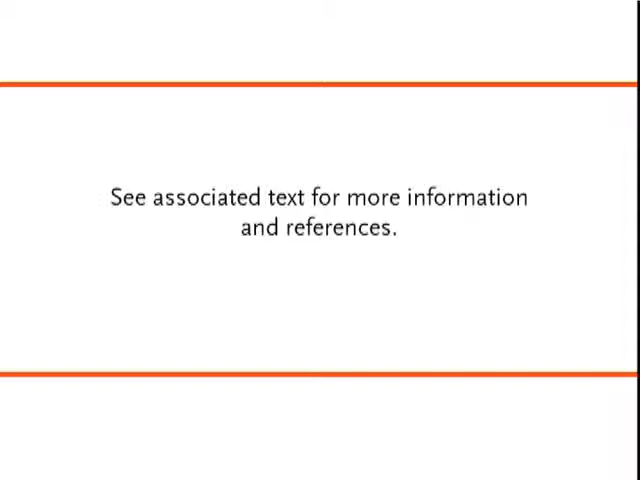 See associated text for more information
and references.